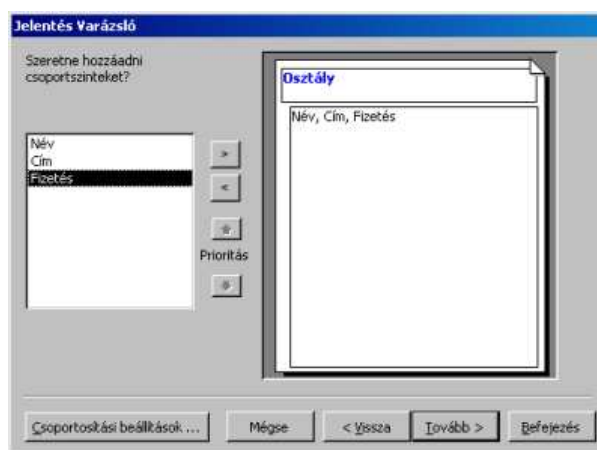 Jelentés Varázsló
Szeretne hozzáadni
csoportszinteket?
Név
Cím
Fizetés
>
<
Prioritás
Osztály
Név, Cím, Fizetés
Csoportosítási beállítások ...
Mégse
< Vissza
Tovább >
Befejezés